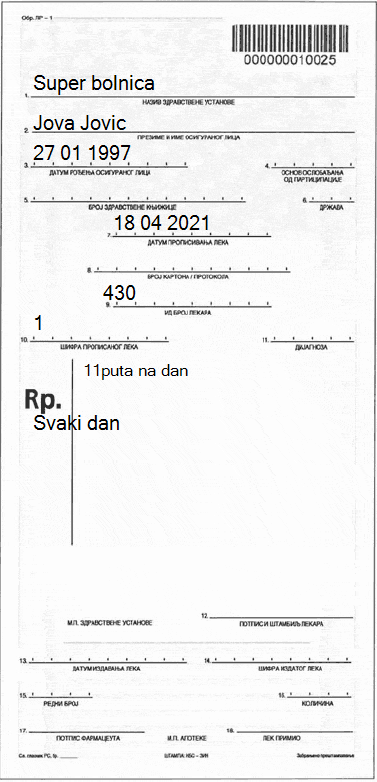 Обр. ЛР – 1
000000010025
Super bolnica
1.
НАЗИВ ЗДРАВСТВЕНЕ УСТАНОВЕ
Jova Jovic
2.
ПРЕЗИМЕ И ИМЕ ОСИГУРАНОГ ЛИЦА
27 01 1997
3. 4.
ДАТУМ РОЂЕЊА ОСИГУРАНОГ ЛИЦА ОСНОВ ОСЛОБАЂАЊА
ОД ПАРТИЦИПАЦИЈЕ
5. 6.
БРОЈ ЗДРАВСТВЕНЕ КЊИЖИЦЕ ДРЖАВА
18 04 2021
7.
ДАТУМ ПРОПИСИВАЊА ЛЕКА
8.
БРОЈ КАРТОНА / ПРОТОКОЛА
430
9.
ИД БРОЈ ЛЕКАРА
1
10. 11.
ШИФРА ПРОПИСАНОГ ЛЕКА ДИЈАГНОЗА
11puta na dan
Rp.
Svaki dan
12.
М.П. ЗДРАВСТВЕНЕ УСТАНОВЕ ПОТПИС И ШТАМБИЉ ЛЕКАРА
13. 14.
ДАТУМ ИЗДАВАЊА ЛЕКА ШИФРА ИЗДАТОГ ЛЕКА
15.
РЕДНИ БРОЈ КОЛИЧИНА
17. 18.
ПОТПИС ФАРМАЦЕУТА М.П. АПОТЕКЕ ЛЕК ПРИМИО
Сл. гласник РС, бр. ШТАМПА: НБС – ЗИН